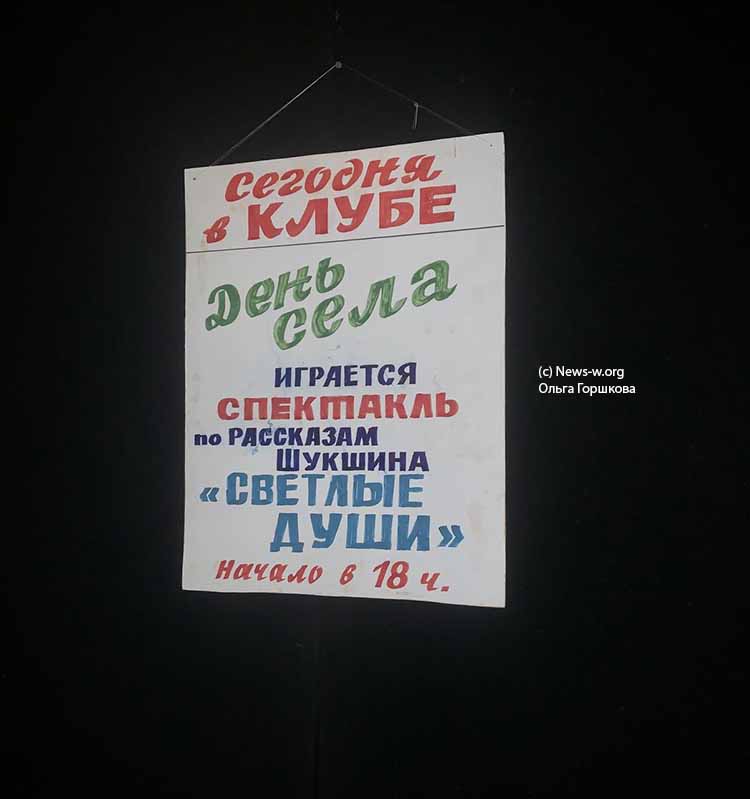 Сегодня
в КЛУБЕ
День
села
ИГРАЕТСЯ
СПЕКТАКЛЬ
по РАССКАЗАМ
ШУКШИНА
«СВЕТЛЫЕ
ДУШИ»
Начало в 18 ч.
(c) News-w.org
Ольга Горшкова